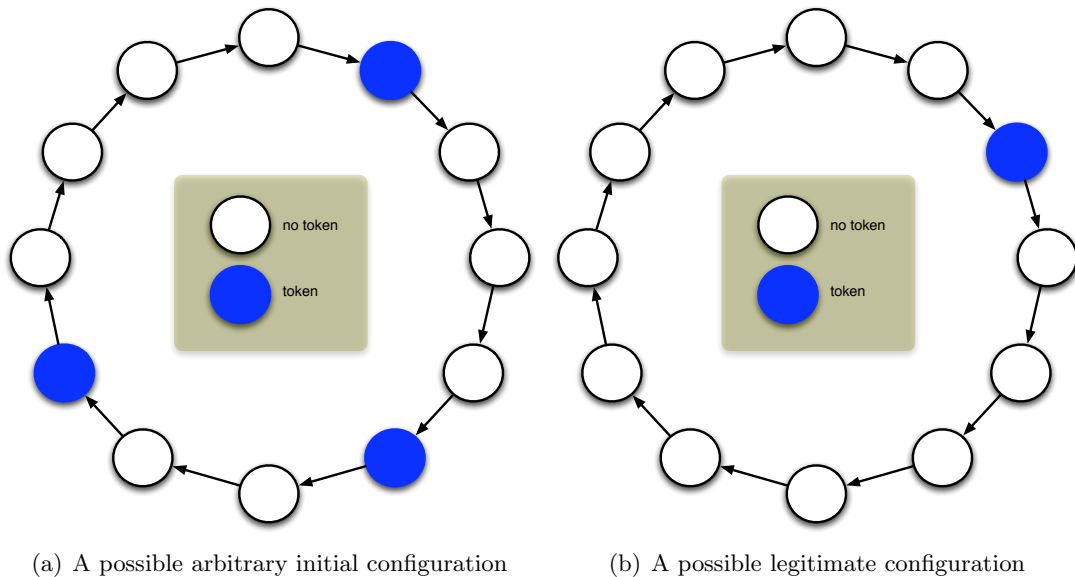 no token
token
no token
token
(a) A possible arbitrary initial configuration
(b) A possible legitimate configuration